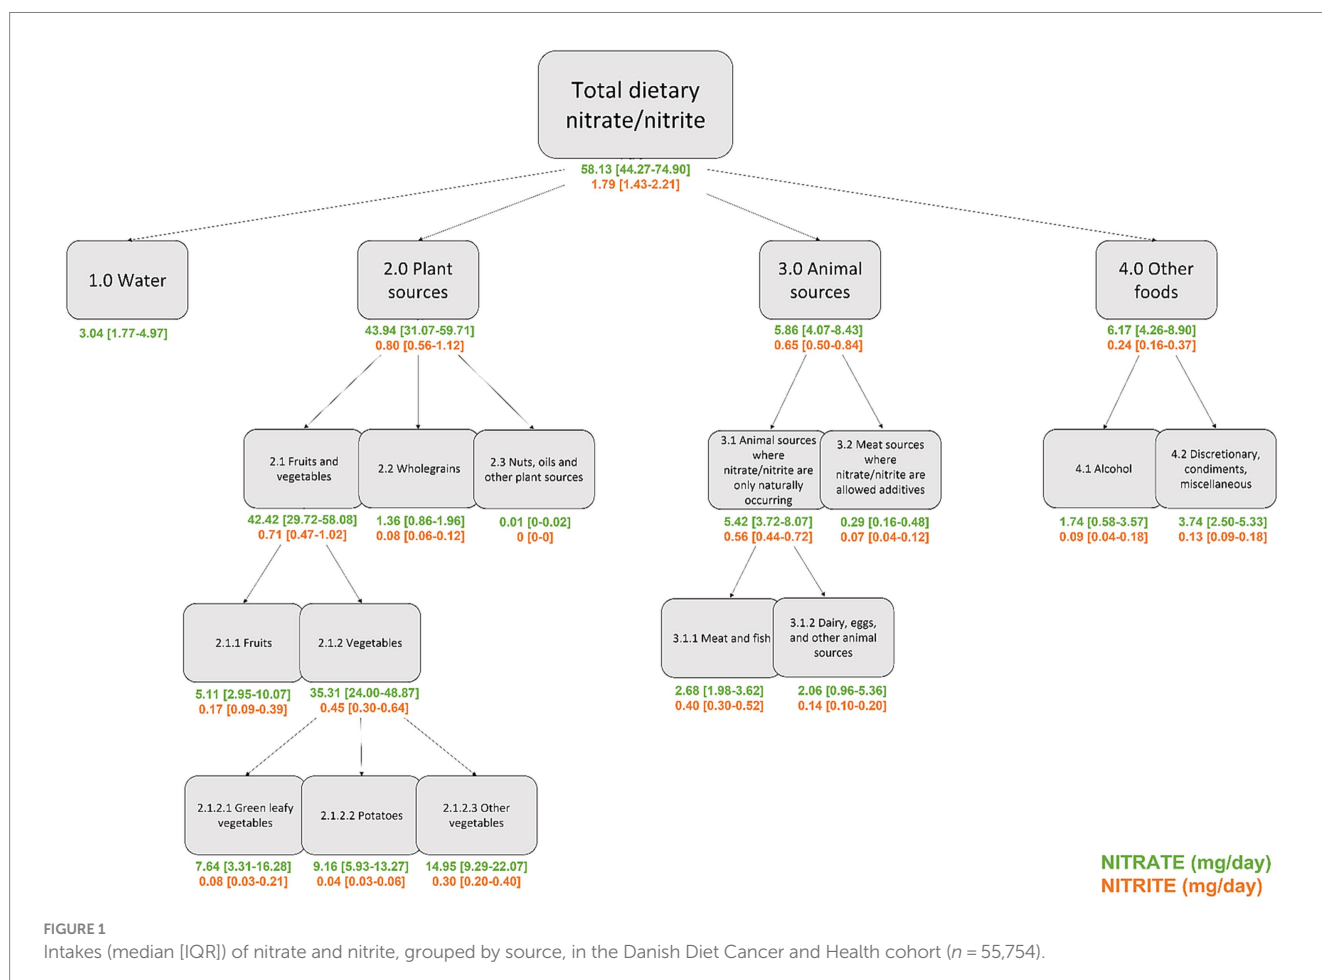 Total dietary
nitrate/nitrite
58.13 [44.27-74.90]
1.79 [1.43-2.21]
1.0 Water
3.04 [1.77-4.97]
2.0 Plant
sources
43.94 [31.07-59.71]
0.80 [0.56-1.12]
3.0 Animal
sources
5.86 [4.07-8.43]
0.65 [0.50-0.84]
4.0 Other
foods
6.17 [4.26-8.90]
0.24 [0.16-0.37]
2.1 Fruits and
vegetables
42.42 [29.72-58.08]
0.71 [0.47-1.02]
2.2 Wholegrains
1.36 [0.86-1.96]
0.08 [0.06-0.12]
2.3 Nuts, oils and
other plant sources
0.01 [0-0.02]
0 [0-0]
3.1 Animal sources
where
nitrate/nitrite are
only naturally
occurring
5.42 [3.72-8.07]
0.56 [0.44-0.72]
3.2 Meat sources
where
nitrate/nitrite are
allowed additives
0.29 [0.16-0.48]
0.07 [0.04-0.12]
4.1 Alcohol
1.74 [0.58-3.57]
0.09 [0.04-0.18]
4.2 Discretionary,
condiments,
miscellaneous
3.74 [2.50-5.33]
0.13 [0.09-0.18]
2.1.1 Fruits
5.11 [2.95-10.07]
0.17 [0.09-0.39]
2.1.2 Vegetables
35.31 [24.00-48.87]
0.45 [0.30-0.64]
3.1.1 Meat and fish
2.68 [1.98-3.62]
0.40 [0.30-0.52]
3.1.2 Dairy, eggs,
and other animal
sources
2.06 [0.96-5.36]
0.14 [0.10-0.20]
2.1.2.1 Green leafy
vegetables
7.64 [3.31-16.28]
0.08 [0.03-0.21]
2.1.2.2 Potatoes
9.16 [5.93-13.27]
0.04 [0.03-0.06]
2.1.2.3 Other
vegetables
14.95 [9.29-22.07]
0.30 [0.20-0.40]
NITRATE (mg/day)
NITRITE (mg/day)
FIGURE 1
Intakes (median [IQR]) of nitrate and nitrite, grouped by source, in the Danish Diet Cancer and Health cohort (n = 55,754).